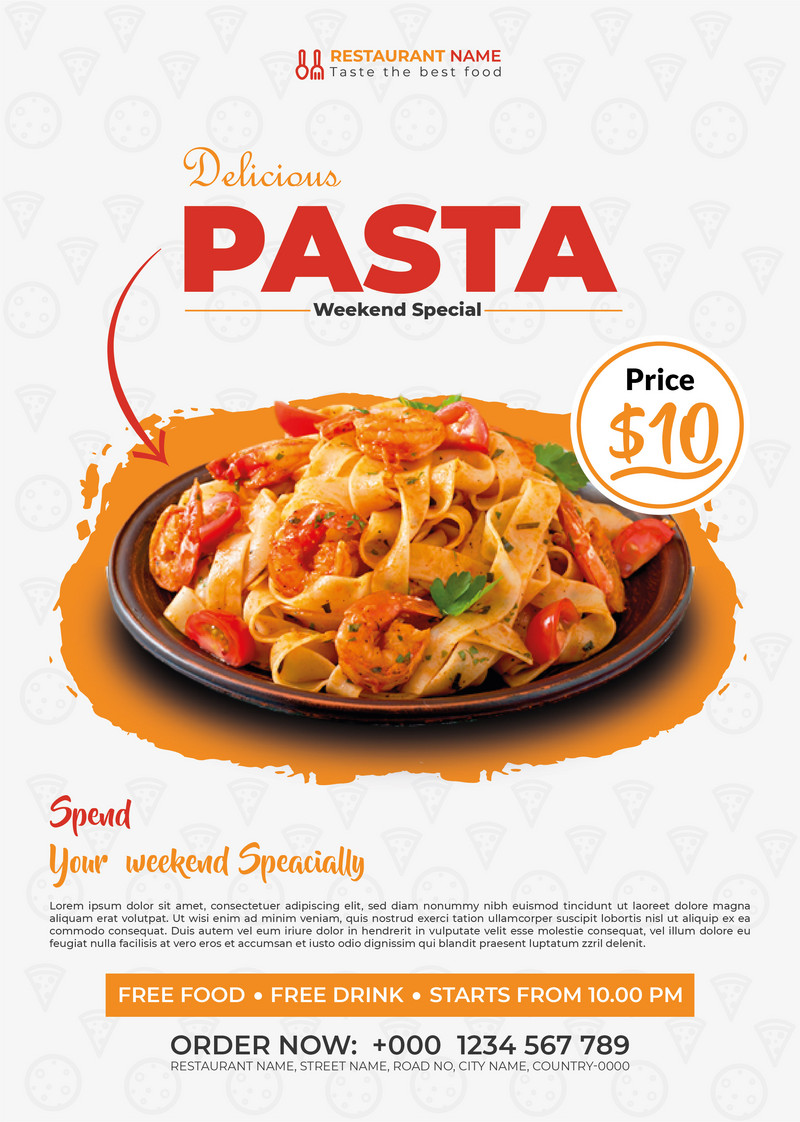 RESTAURANT NAME
Taste the best food
Delicious
PASTA
Weekend Special
Price
$10
Spend
Your weekend Speacially
Lorem ipsum dolor sit amet, consectetuer adipiscing elit, sed diam nonummy nibh euismod tincidunt ut laoreet dolore magna
aliquam erat volutpat. Ut wisi enim ad minim veniam, quis nostrud exerci tation ullamcorper suscipit lobortis nisl ut aliquip ex ea
commodo consequat. Duis autem vel eum iriure dolor in hendrerit in vulputate velit esse molestie consequat, vel illum dolore eu
feugiat nulla facilisis at vero eros et accumsan et iusto odio dignissim qui blandit praesent luptatum zzril delenit.
FREE FOOD • FREE DRINK • STARTS FROM 10.00 PM
ORDER NOW: +000 1234 567 789
RESTAURANT NAME, STREET NAME, ROAD NO, CITY NAME, COUNTRY-0000